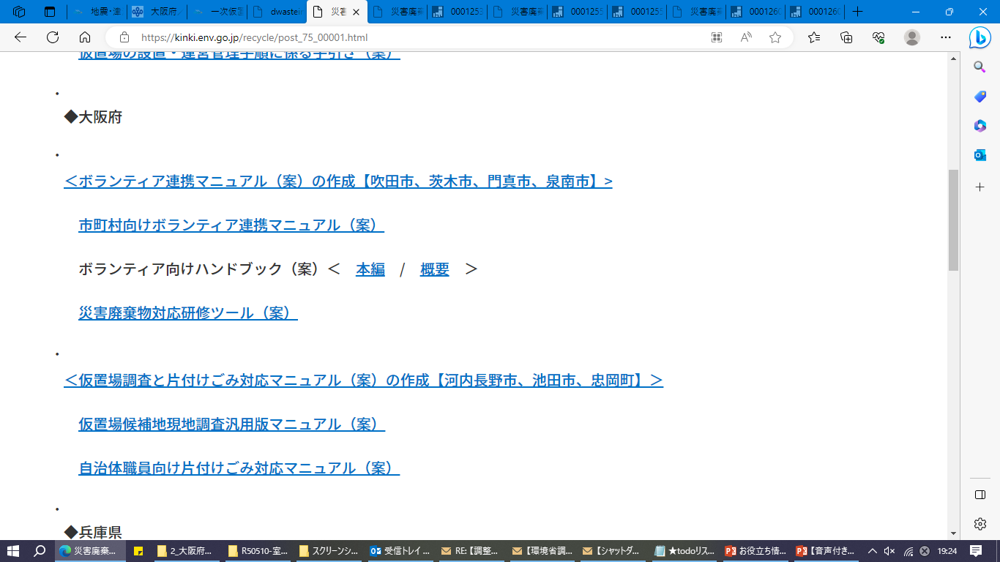 地震・津
大阪府
一次仮置
dwastein
災害
災害廃棄
000125
災害廃棄
000125
000125
災害廃棄
000126
000126
https://kinki.env.go.jp/recycle/post_75_00001.html
仮置場の設置・運営管理手順に係る手引き（案）
◆大阪府
＜ボランティア連携マニュアル（案）の作成【吹田市、茨木市、門真市、泉南市】>
市町村向けボランティア連携マニュアル（案）
ボランティア向けハンドブック（案）＜ 本編 / 概要 ＞
災害廃棄物対応研修ツール（案）
＜仮置場調査と片付けごみ対応マニュアル（案）の作成【河内長野市、池田市、忠岡町】＞
仮置場候補地現地調査汎用版マニュアル（案）
自治体職員向け片付けごみ対応マニュアル（案）
◆兵庫県
災害廃棄... 2_大阪府... R50510-室... スクリーンシ... 受信トレイ ... RE: 【調整... 【環境省調... 【シャットダ... ★todoリス... お役立ち情... 【音声付き... 19:24